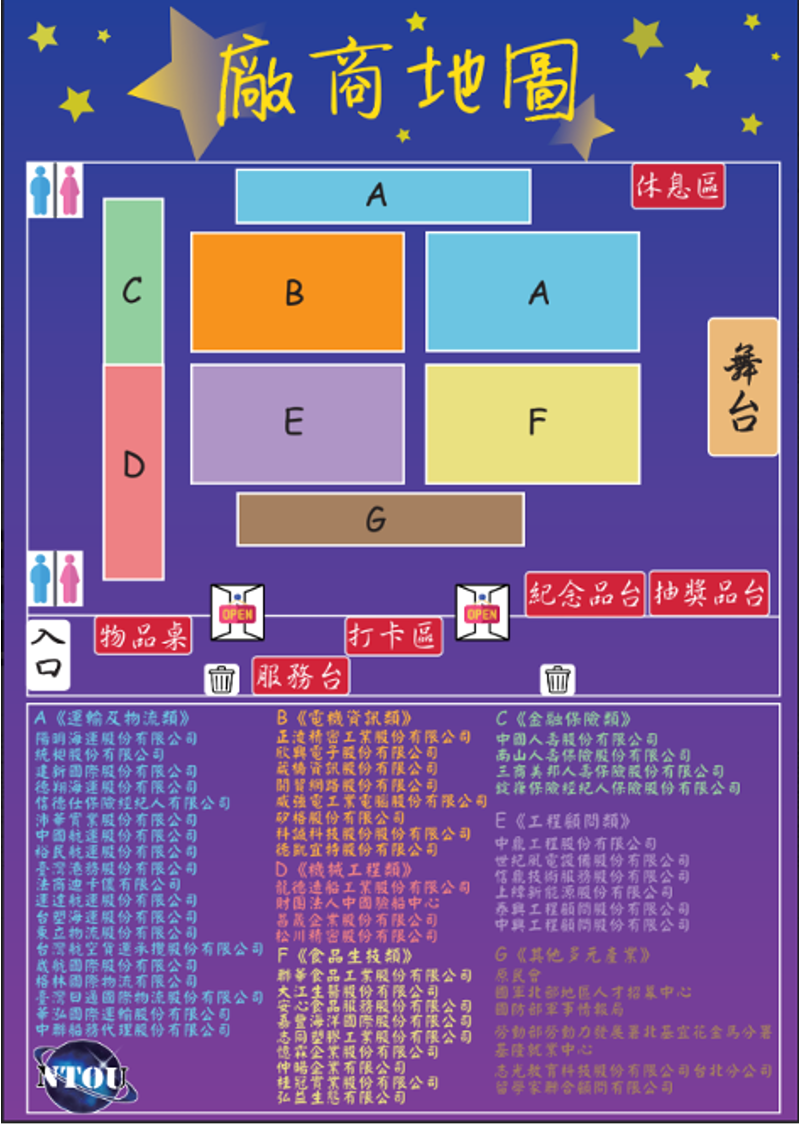 廠商地圖
A
休息區
C
B
A
舞台
E
F
D
G
OPEN
OPEN
紀念品台
抽獎品台
入口
物品桌
打卡區
服務台
A《運輸及物流類》
陽明海運股份有限公司
統昶股份有限公司
建新國際股份有限公司
德翔海運股份有限公司
信德仕保險經紀人有限公司
沛華實業股份有限公司
中國航運股份有限公司
裕民航運股份有限公司
臺灣港務股份有限公司
法商迪卡儂有限公司
運達航運股份有限公司
台塑海運股份有限公司
東立物流股份有限公司
台灣航空貨運承攬股份有限公司
崴航國際股份有限公司
格林國際物流有限公司
臺灣日通國際物流股份有限公司
華泓國際運輸股份有限公司
中聯船務代理股份有限公司
B《電機資訊類》
正淩精密工業股份有限公司
欣興電子股份有限公司
葳橋資訊股份有限公司
關貿網路股份有限公司
威強電工業電腦股份有限公司
矽格股份有限公司
科誠科技股份股份有限公司
德凱宜特股份有限公司
D《機械工程類》
龍德造船工業股份有限公司
財團法人中國驗船中心
昌晟企業股份有限公司
松川精密股份有限公司
F《食品生技類》
聯華食品工業股份有限公司
大江生醫股份有限公司
安心食品服務股份有限公司
嘉豐海洋國際股份有限公司
志同塑膠工業股份有限公司
憶霖企業股份有限公司
仲晧企業有限公司
桂冠實業股份有限公司
弘益生態有限公司
C《金融保險類》
中國人壽股份有限公司
南山人壽保險股份有限公司
三商美邦人壽保險股份有限公司
錠嵂保險經紀人保險股份有限公司
E《工程顧問類》
中鼎工程股份有限公司
世紀風電設備股份有限公司
信鼎技術服務股份有限公司
上緯新能源股份有限公司
泰興工程顧問股份有限公司
中興工程顧問股份有限公司
G《其他多元產業》
原民會
國軍北部地區人才招募中心
國防部軍事情報局
勞動部勞動力發展署北基宜花金馬分署
基隆就業中心
志光教育科技股份有限公司台北分公司
留學家聯合顧問有限公司
NTOU